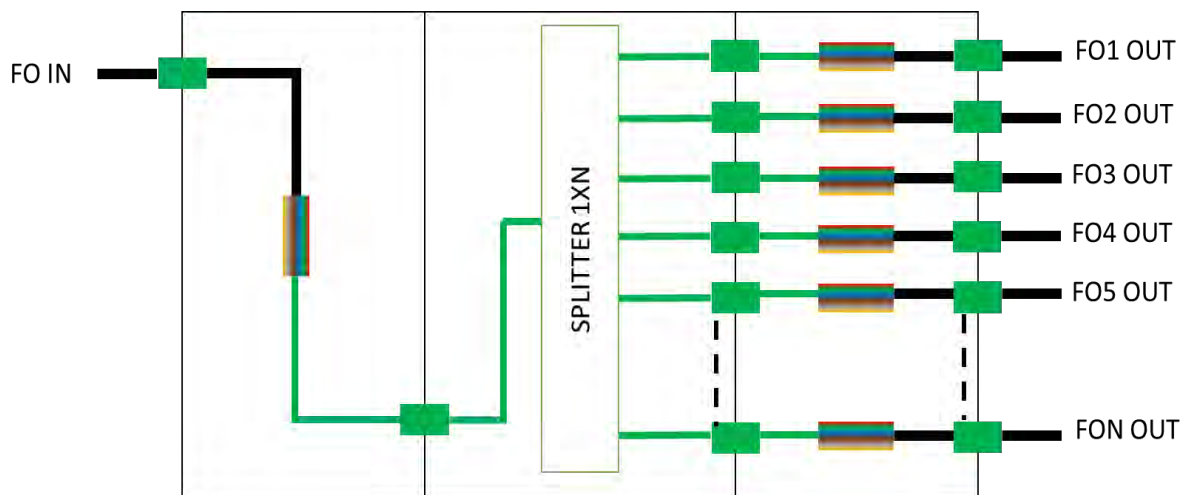 FO IN
SPLITTER 1XN
FO1 OUT
FO2 OUT
FO3 OUT
FO4 OUT
FO5 OUT
FON OUT